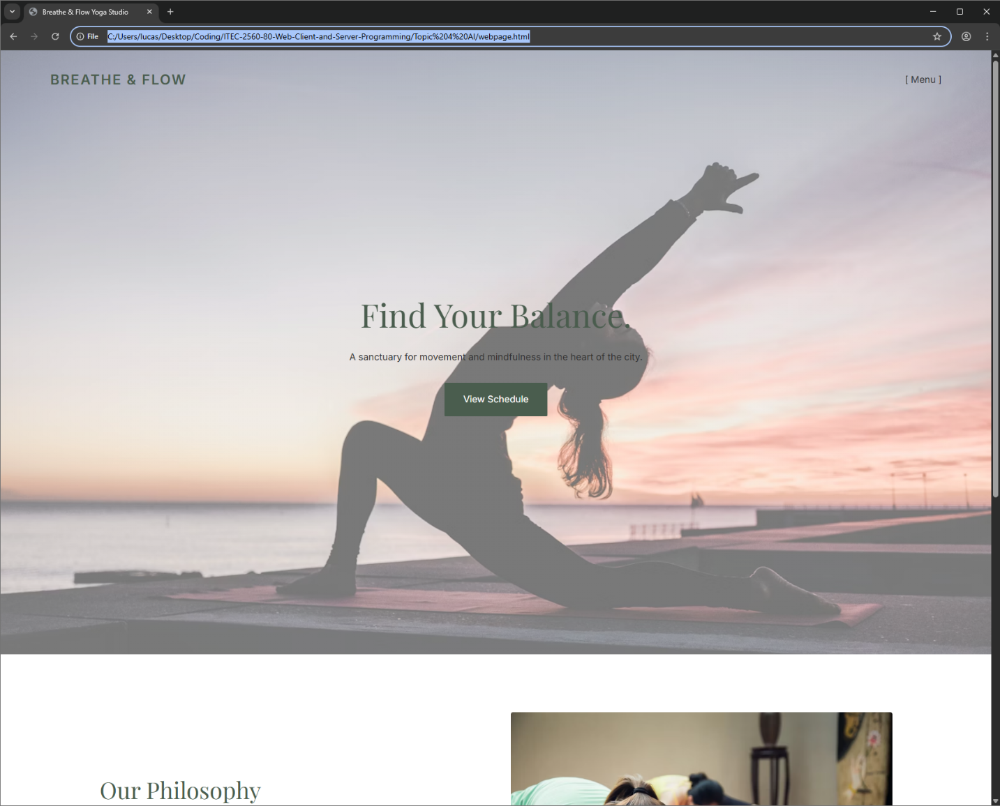 Breathe & Flow Yoga Studio
File C:/Users/lucas/Desktop/Coding/ITEC-2560-80-Web-Client-and-Server-Programming/Topic%204%20AI/webpage.html
BREATHE & FLOW
[ Menu ]
Find Your Balance.
A sanctuary for movement and mindfulness in the heart of the city.
View Schedule
Our Philosophy